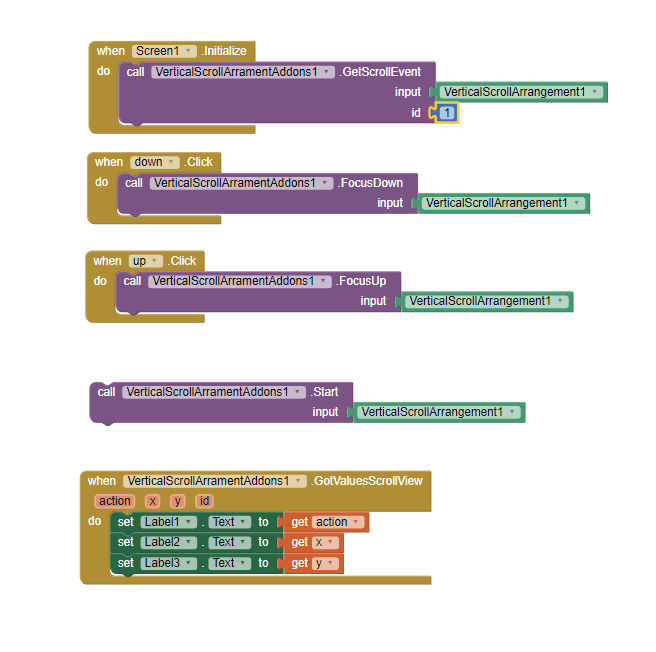 when Screen1 .Initialize
do call VerticalScrollArramentAddons1 .GetScrollEvent
input VerticalScrollArrangement1
id 1
when down .Click
do call VerticalScrollArramentAddons1 .FocusDown
input VerticalScrollArrangement1
when up .Click
do call VerticalScrollArramentAddons1 .FocusUp
input VerticalScrollArrangement1
call VerticalScrollArramentAddons1 .Start
input VerticalScrollArrangement1
when VerticalScrollArramentAddons1 .GotValuesScrollView
action x y id
do set Label1 . Text to get action
set Label2 . Text to get x
set Label3 . Text to get y